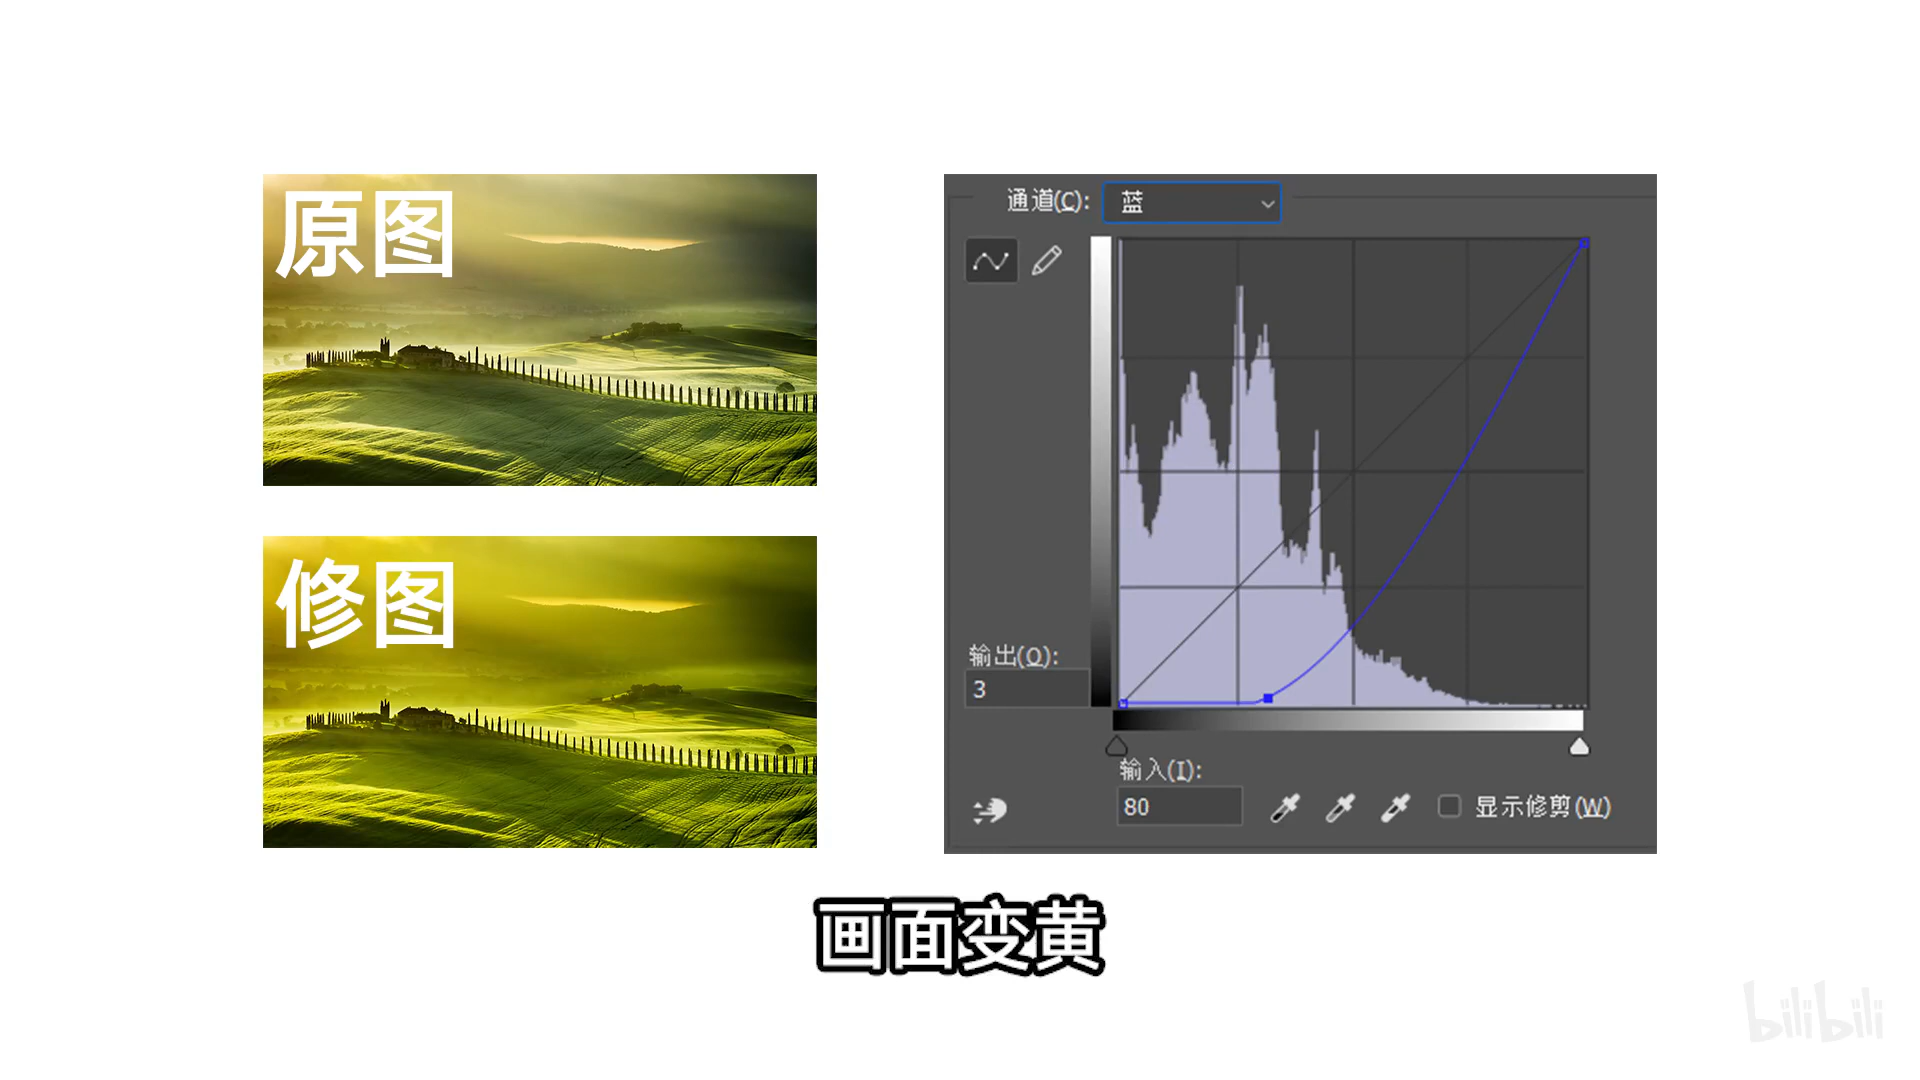 原图
修图
通道(C):
蓝
输出(O):
3
输入(I):
80
显示修剪(W)
画面变黄
bilibili